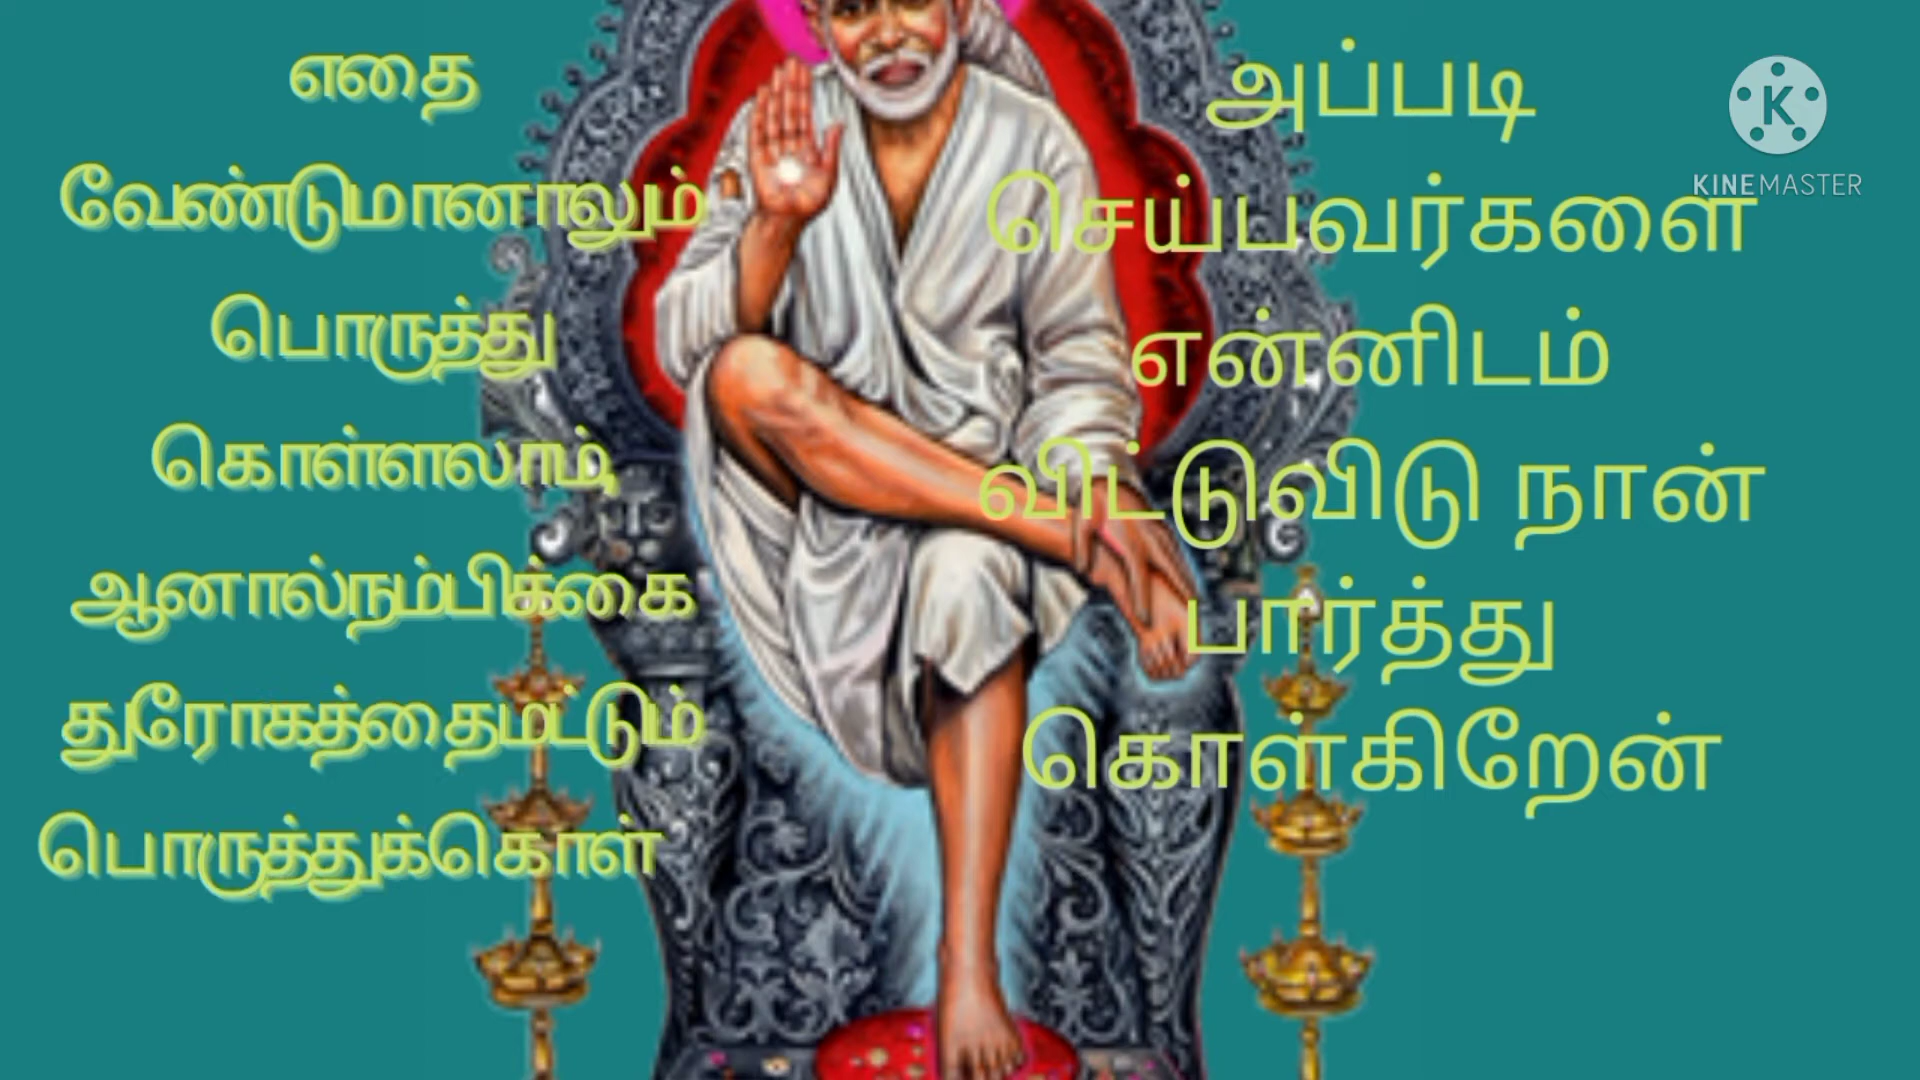 எதை
வேண்டுமானாலும்
பொருத்து
கொள்ளலாம்,
ஆனால்நம்பிக்கை
துரோகத்தைமட்டும்
பொருத்துக்கொள்
அப்படி
செய்பவர்களை
என்னிடம்
விட்டுவிடு நான்
பார்த்து
கொள்கிறேன்
K
KINEMASTER